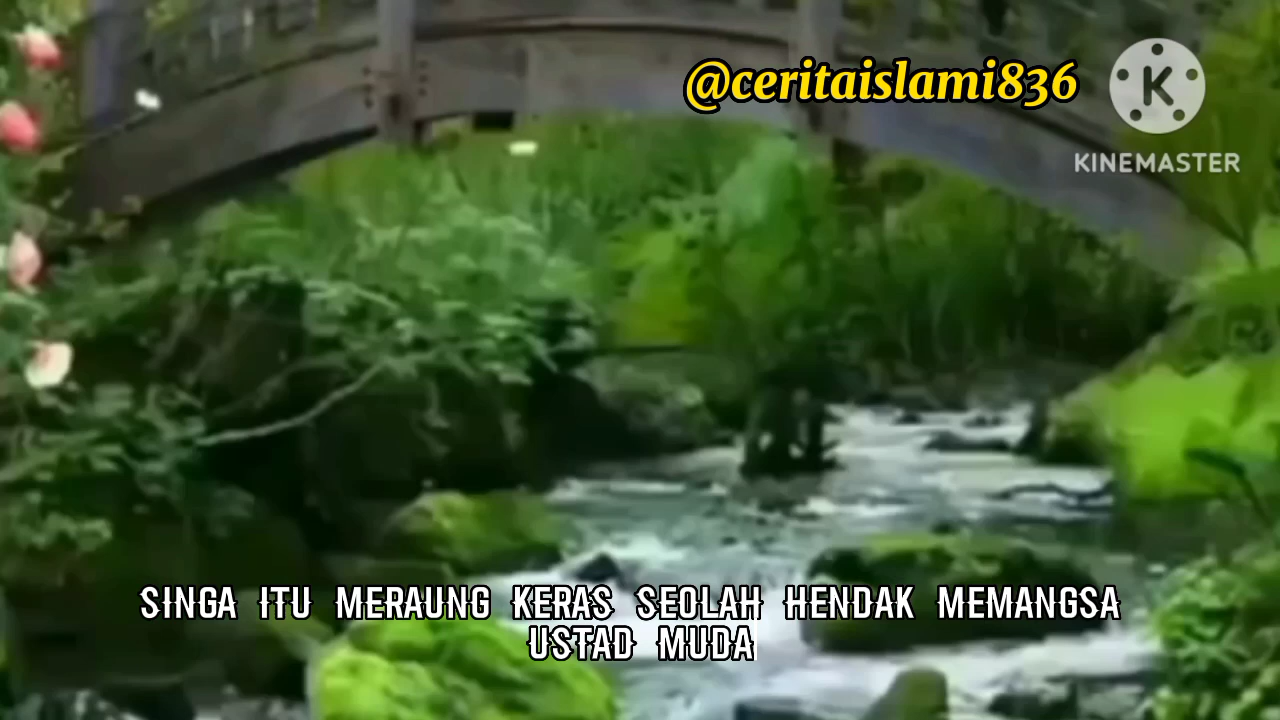 @ceritaislami836
K
KINEMASTER
SINGA ITU MERAUNG KERAS SEOLAH HENDAK MEMANGSA
USTAD MUDA